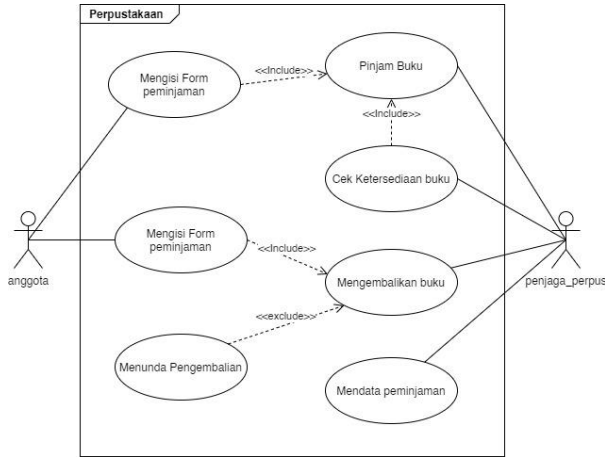 Perpustakaan
Mengisi Form
peminjaman
<<Include>>
Pinjam Buku
<<Include>>
Cek Ketersediaan buku
anggota
Mengisi Form
peminjaman
<<Include>>
Mengembalikan buku
penjaga_perpus
<<exclude>>
Menunda Pengembalian
Mendata peminjaman